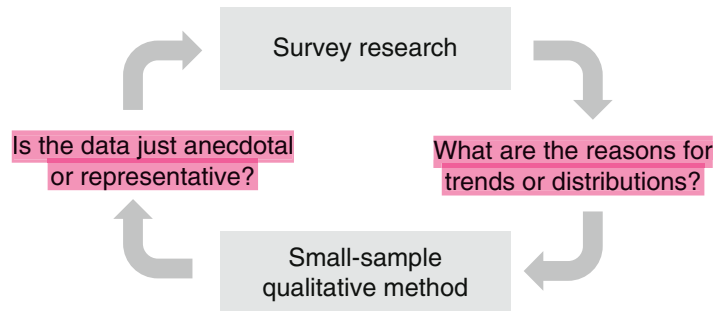 Survey research
Is the data just anecdotal
or representative?
What are the reasons for
trends or distributions?
Small-sample
qualitative method